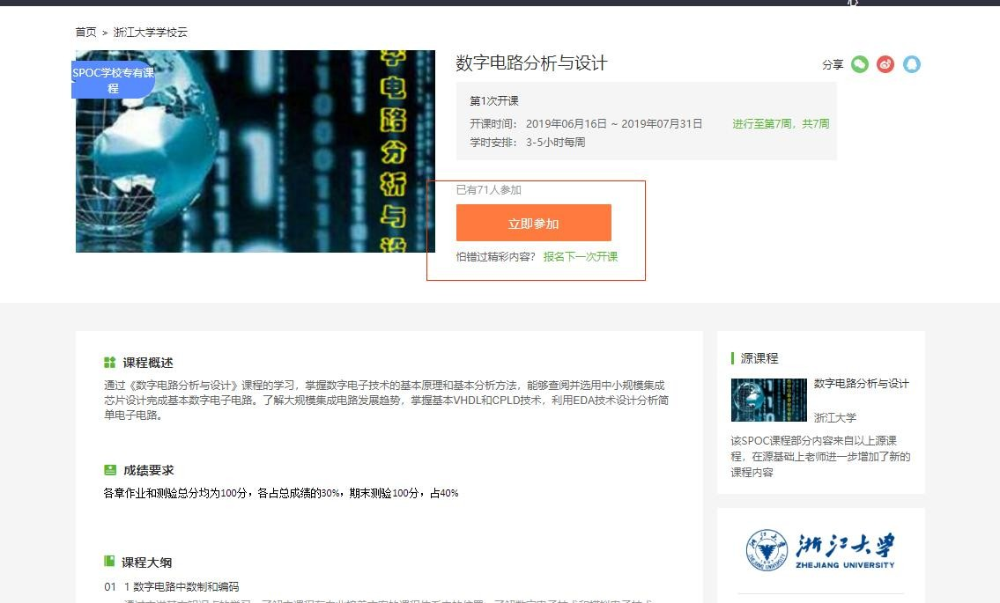 心
首页 > 浙江大学学校云
SPOC学校专有课
程
字电路分析与设
数字电路分析与设计
分享
第1次开课
开课时间： 2019年06月16日 ~ 2019年07月31日 进行至第7周，共7周
学时安排： 3-5小时每周
已有71人参加
立即参加
怕错过精彩内容？ 报名下一次开课
课程概述
通过《数字电路分析与设计》课程的学习，掌握数字电子技术的基本原理和基本分析方法，能够查阅并选用中小规模集成
芯片设计完成基本数字电子电路。了解大规模集成电路发展趋势，掌握基本VHDL和CPLD技术，利用EDA技术设计分析简
单电子电路。
成绩要求
各章作业和测验总分均为100分，各占总成绩的30%，期末测验100分，占40%
课程大纲
01 1 数字电路中数制和编码
源课程
数字电路分析与设计
浙江大学
该SPOC课程部分内容来自以上源课
程，在源基础上老师进一步增加了新的
课程内容
浙江大学
ZHEJIANG UNIVERSITY